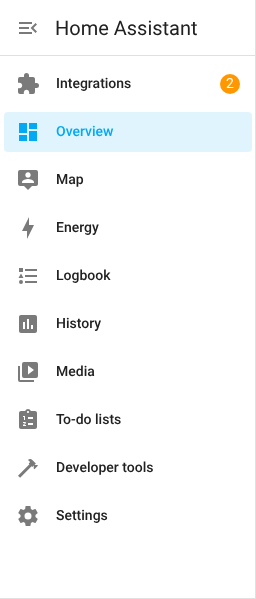 Home Assistant
Integrations 2
Overview
Map
Energy
Logbook
History
Media
To-do lists
Developer tools
Settings